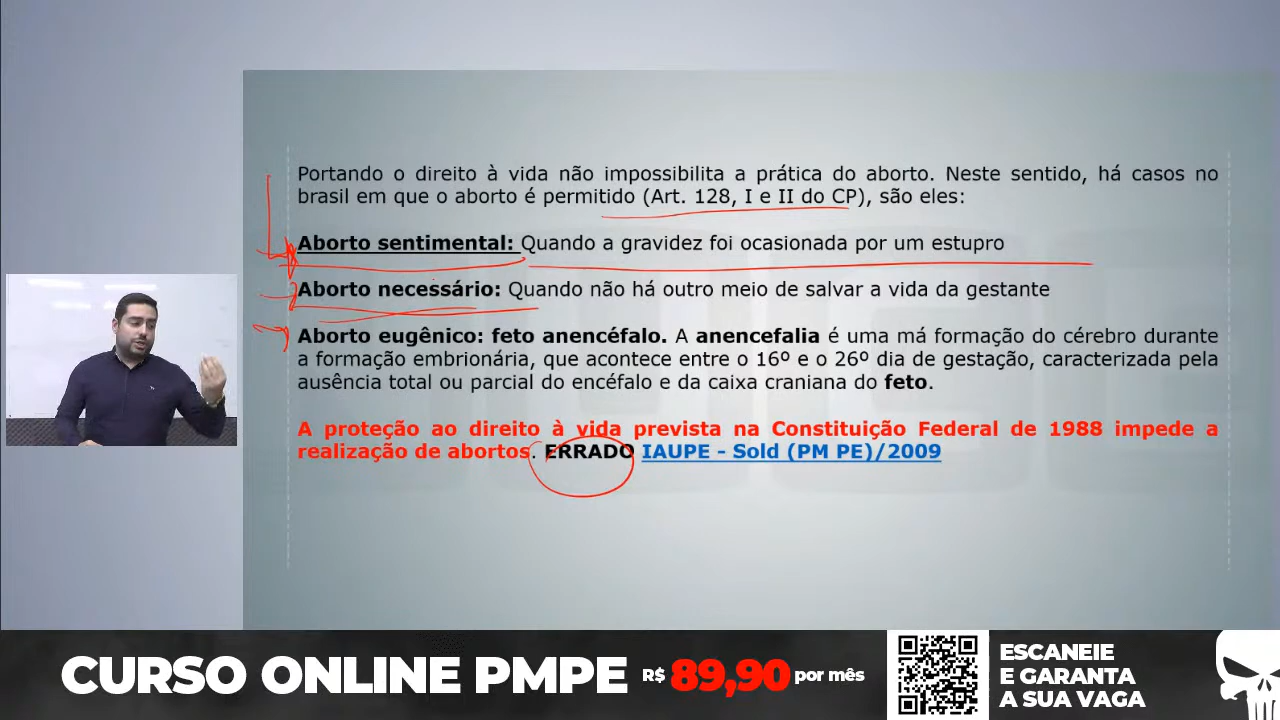 Portando o direito à vida não impossibilita a prática do aborto. Neste sentido, há casos no
brasil em que o aborto é permitido (Art. 128, I e II do CP), são eles:
Aborto sentimental: Quando a gravidez foi ocasionada por um estupro
Aborto necessário: Quando não há outro meio de salvar a vida da gestante
Aborto eugênico: feto anencéfalo. A anencefalia é uma má formação do cérebro durante
a formação embrionária, que acontece entre o 16º e o 26º dia de gestação, caracterizada pela
ausência total ou parcial do encéfalo e da caixa craniana do feto.
A proteção ao direito à vida prevista na Constituição Federal de 1988 impede a
realização de abortos. ERRADO IAUPE - Sold (PM PE)/2009
CURSO ONLINE PMPE R$ 89,90 por mês
ESCANEIE
E GARANTA
A SUA VAGA